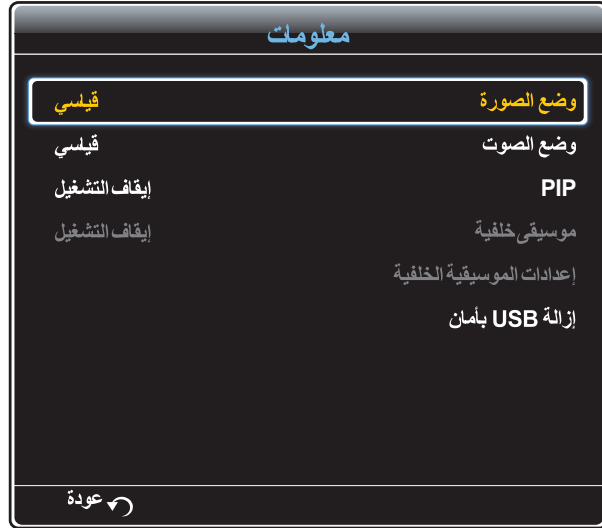 معلومات
وضع الصورة قياسي
وضع الصوت قياسي
PIP إيقاف التشغيل
موسيقى خلفية إيقاف التشغيل
إعدادات الموسيقية الخلفية
إزالة USB بأمان
عودة